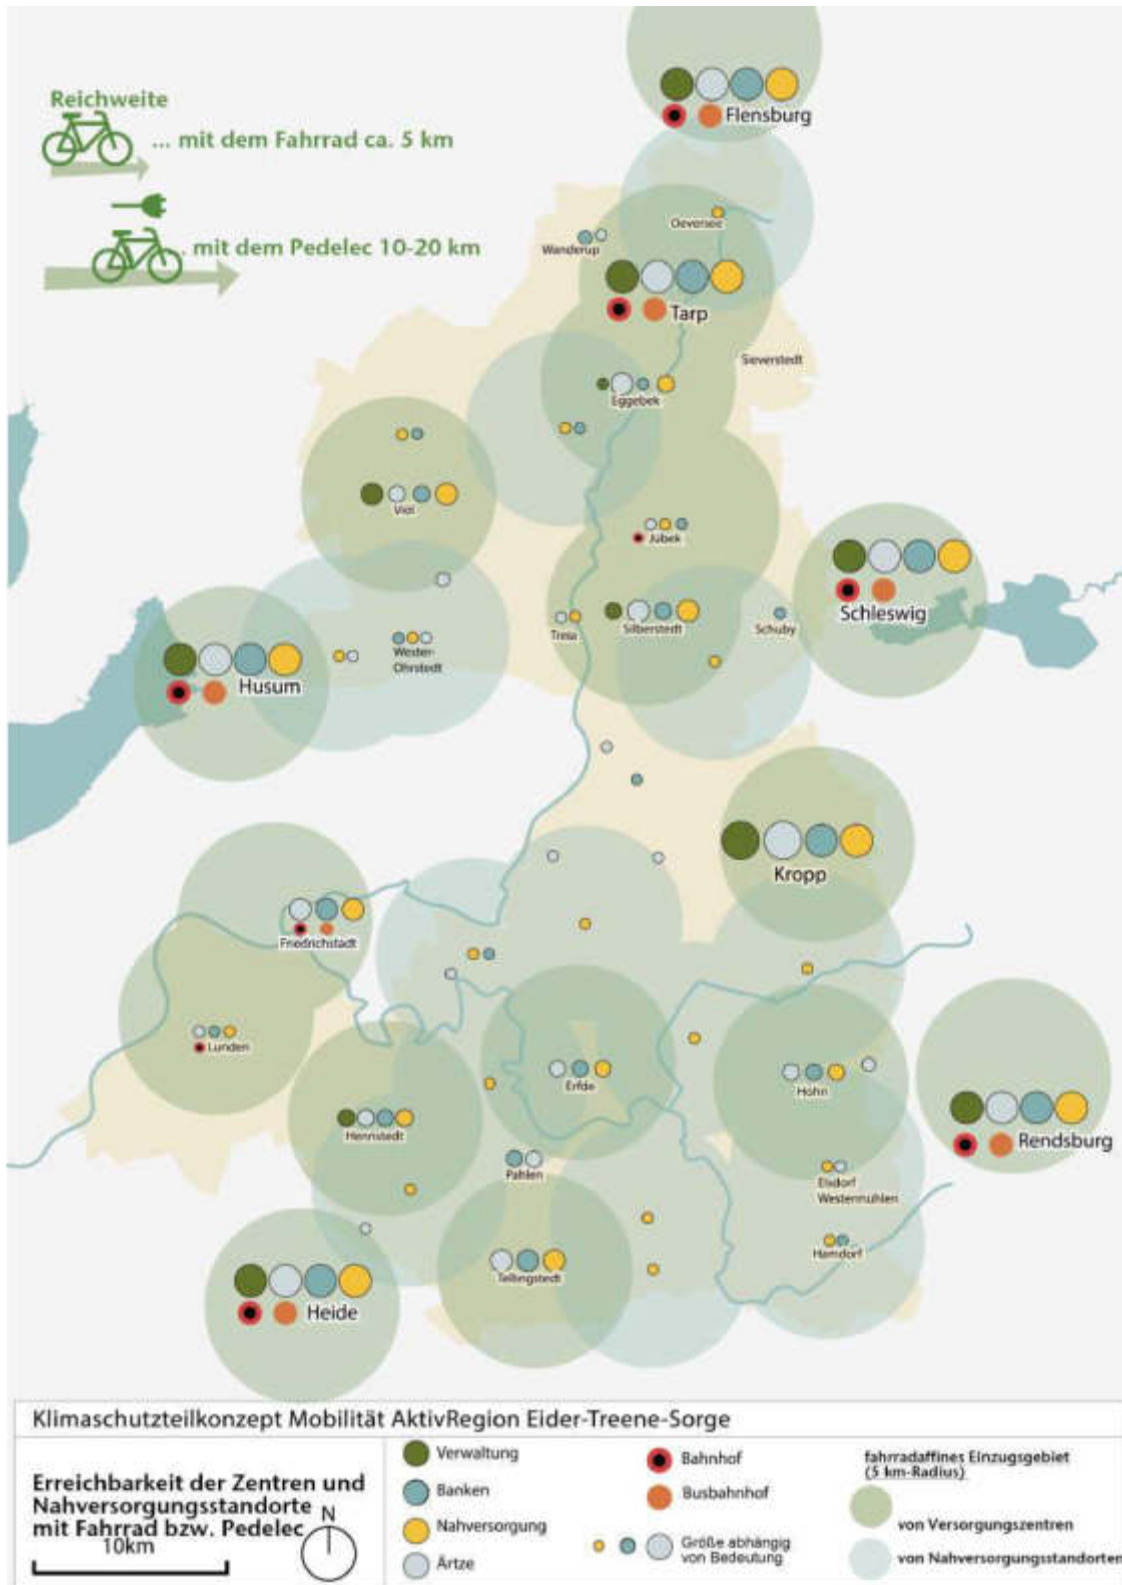 Reichweite
... mit dem Fahrrad ca. 5 km
. mit dem Pedelec 10-20 km
Flensburg
Oeversee
Wanderup
Tarp
Sieverstedt
Eggebek
Viöl
Jübek
Schleswig
Treia
Silberstedt
Schuby
Wester-
Ohrstedt
Husum
Kropp
Friedrichstadt
Lunden
Erfde
Hohn
Hennstedt
Rendsburg
Pahlen
Elsdorf
Westermühlen
Hamdorf
Tellingstedt
Heide
Klimaschutzteilkonzept Mobilität AktivRegion Eider-Treene-Sorge
Erreichbarkeit der Zentren und
Nahversorgungsstandorte
mit Fahrrad bzw. Pedelec
10km
N
Verwaltung
Banken
Nahversorgung
Ärtze
Bahnhof
Busbahnhof
Größe abhängig
von Bedeutung
fahrradaffines Einzugsgebiet
(5 km-Radius)
von Versorgungszentren
von Nahversorgungsstandorten